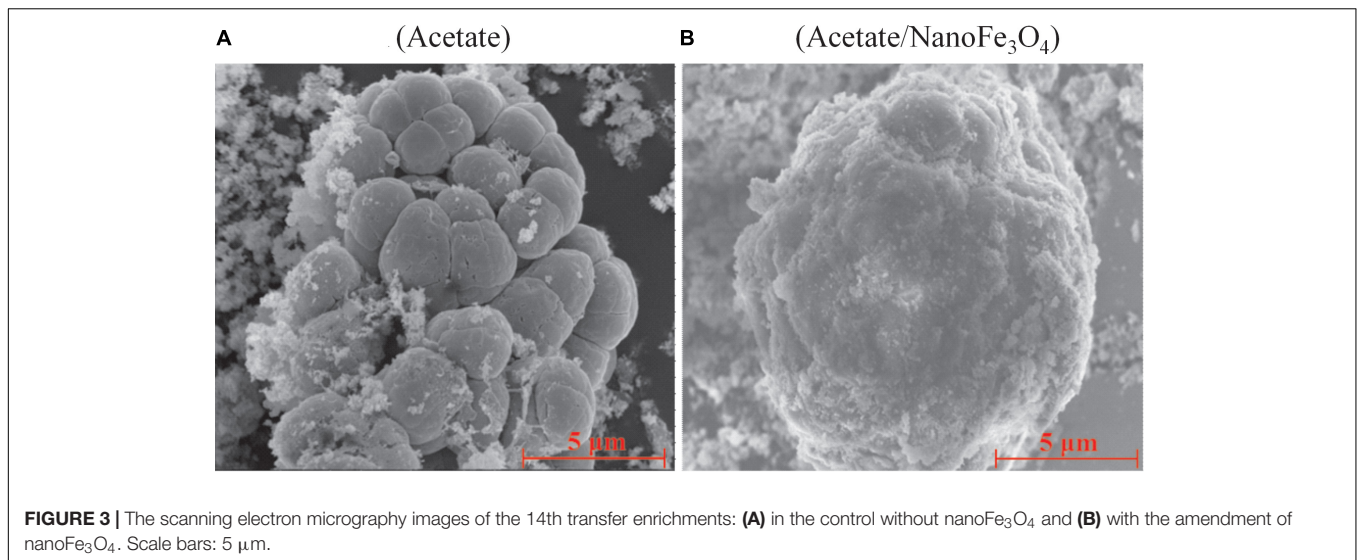 A (Acetate) B (Acetate/NanoFe₃O₄)
5 μm 5 μm
FIGURE 3 | The scanning electron micrography images of the 14th transfer enrichments: (A) in the control without nanoFe₃O₄ and (B) with the amendment of
nanoFe₃O₄. Scale bars: 5 μm.